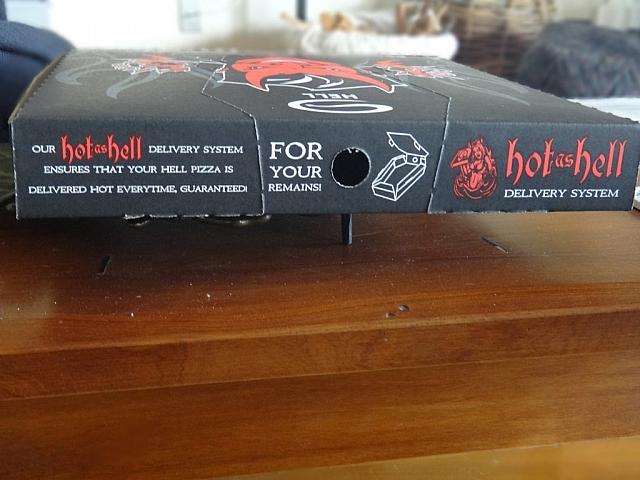 HELL
OUR hot as hell DELIVERY SYSTEM
ENSURES THAT YOUR HELL PIZZA IS
DELIVERED HOT EVERYTIME, GUARANTEED!
FOR
YOUR
REMAINS!
hot as hell
DELIVERY SYSTEM